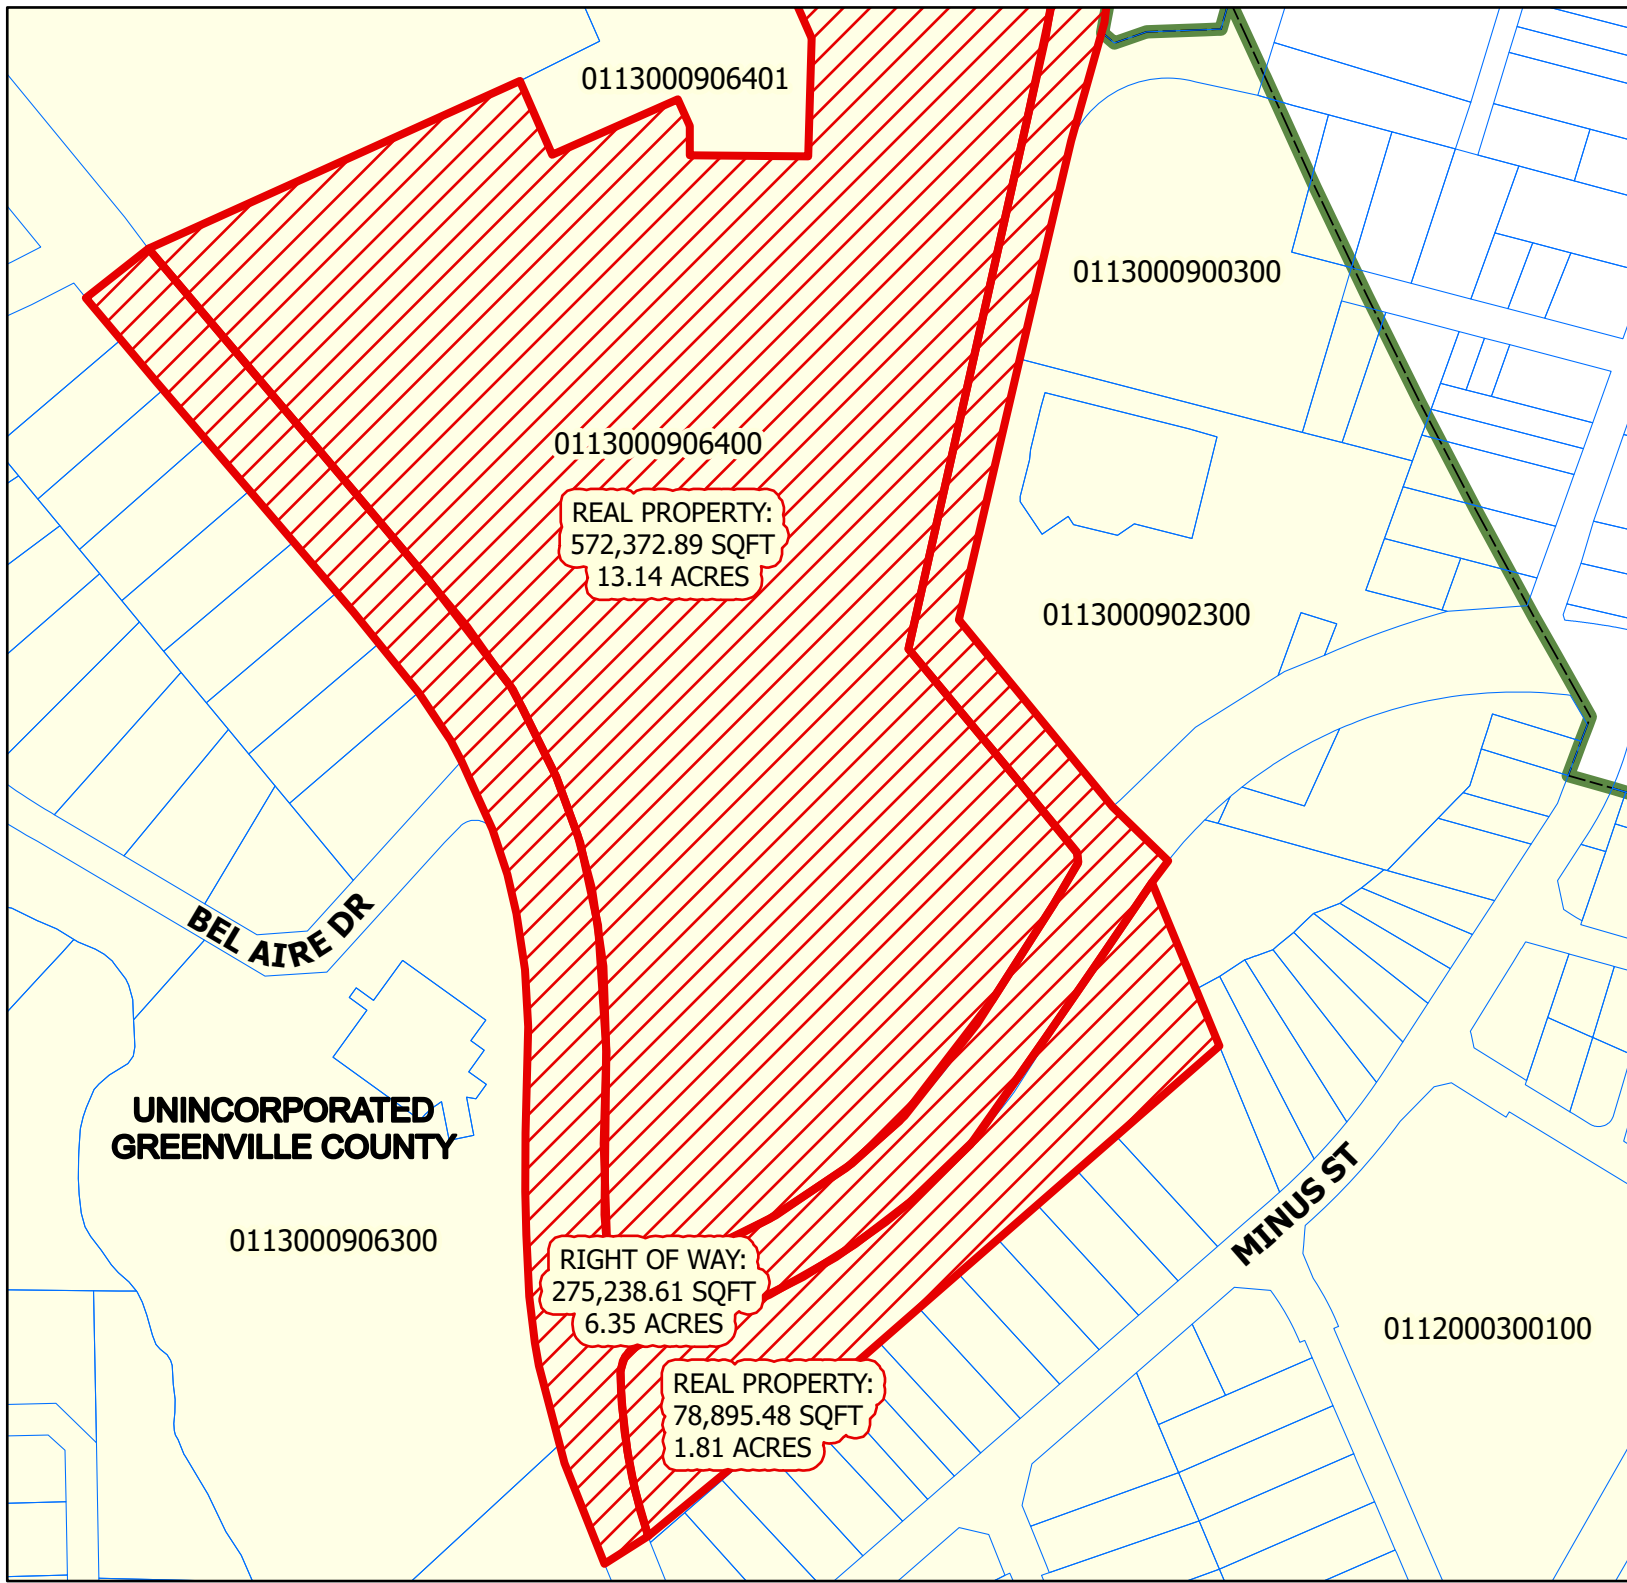 0113000906401
0113000900300
0113000906400
REAL PROPERTY:
572,372.89 SQFT
13.14 ACRES
0113000902300
BEL AIRE DR
UNINCORPORATED
GREENVILLE COUNTY
MINUS ST
0113000906300
RIGHT OF WAY:
275,238.61 SQFT
6.35 ACRES
0112000300100
REAL PROPERTY:
78,895.48 SQFT
1.81 ACRES